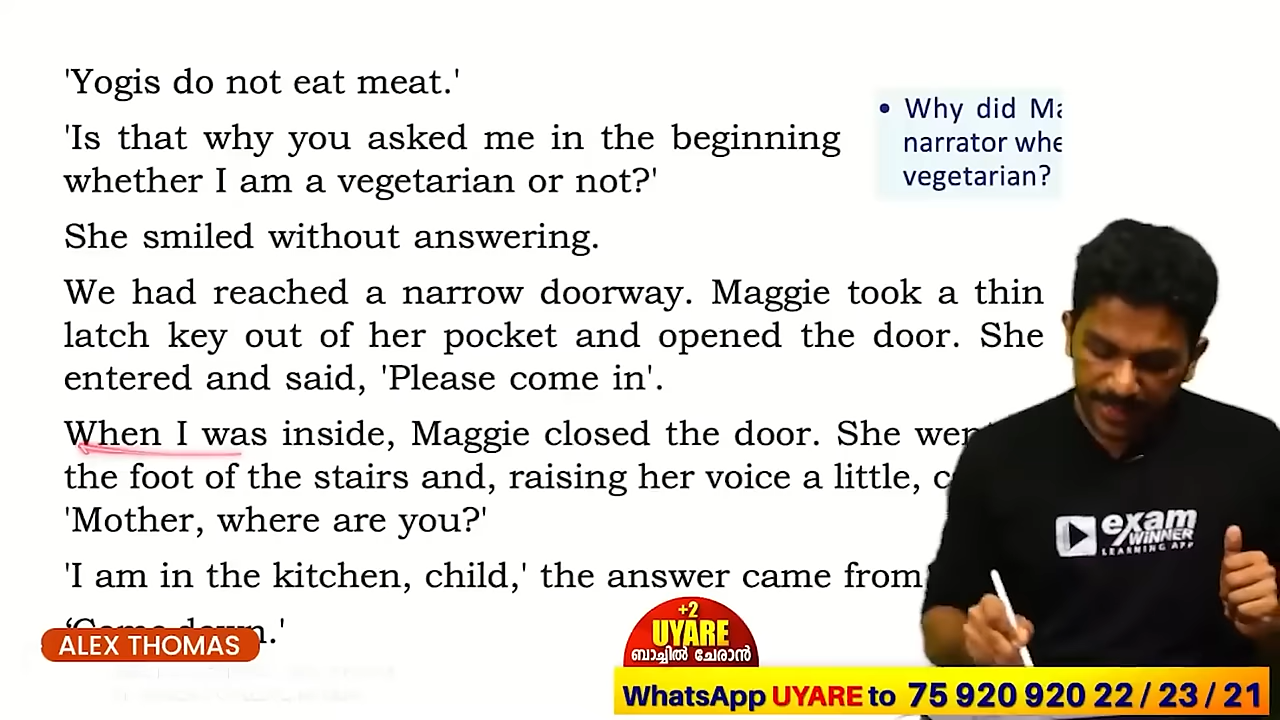 'Yogis do not eat meat.'
'Is that why you asked me in the beginning
whether I am a vegetarian or not?'
She smiled without answering.
We had reached a narrow doorway. Maggie took a thin
latch key out of her pocket and opened the door. She
entered and said, 'Please come in'.
When I was inside, Maggie closed the door. She
the foot of the stairs and, raising her voice a little,
'Mother, where are you?'
'I am in the kitchen, child,' the answer came from
• Why did
narrator
vegetarian?
exam
WINNER
LEARNING APP
ALEX THOMAS
+2
UYARE
ബാച്ചിൽ ചേരാൻ
WhatsApp UYARE to 75 920 920 22 / 23 / 21